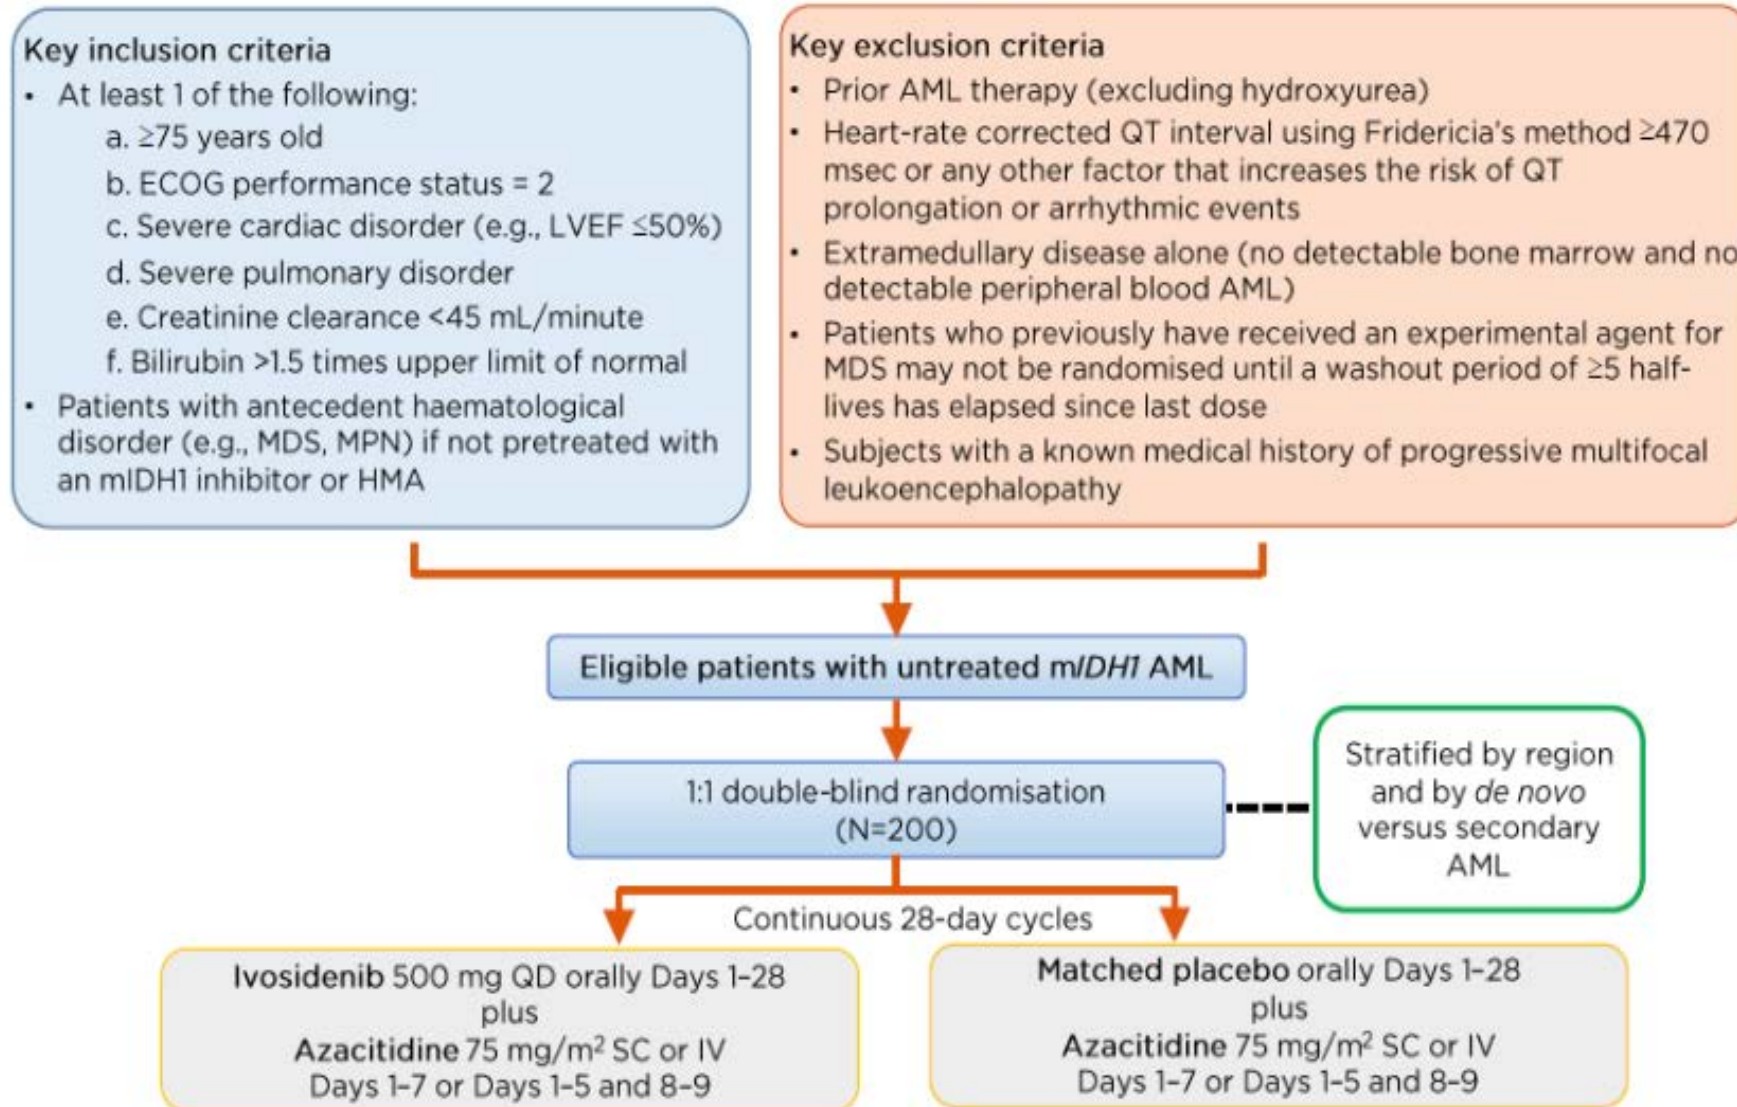 Key inclusion criteria
• At least 1 of the following:
a. ≥75 years old
b. ECOG performance status = 2
c. Severe cardiac disorder (e.g., LVEF ≤50%)
d. Severe pulmonary disorder
e. Creatinine clearance <45 mL/minute
f. Bilirubin >1.5 times upper limit of normal
• Patients with antecedent haematological
disorder (e.g., MDS, MPN) if not pretreated with
an mIDH1 inhibitor or HMA
Key exclusion criteria
• Prior AML therapy (excluding hydroxyurea)
• Heart-rate corrected QT interval using Fridericia's method ≥470
msec or any other factor that increases the risk of QT
prolongation or arrhythmic events
• Extramedullary disease alone (no detectable bone marrow and no
detectable peripheral blood AML)
• Patients who previously have received an experimental agent for
MDS may not be randomised until a washout period of ≥5 half-
lives has elapsed since last dose
• Subjects with a known medical history of progressive multifocal
leukoencephalopathy
Eligible patients with untreated mIDH1 AML
1:1 double-blind randomisation
(N=200)
Stratified by region
and by de novo
versus secondary
AML
Continuous 28-day cycles
Ivosidenib 500 mg QD orally Days 1–28
plus
Azacitidine 75 mg/m² SC or IV
Days 1–7 or Days 1–5 and 8–9
Matched placebo orally Days 1–28
plus
Azacitidine 75 mg/m² SC or IV
Days 1–7 or Days 1–5 and 8–9